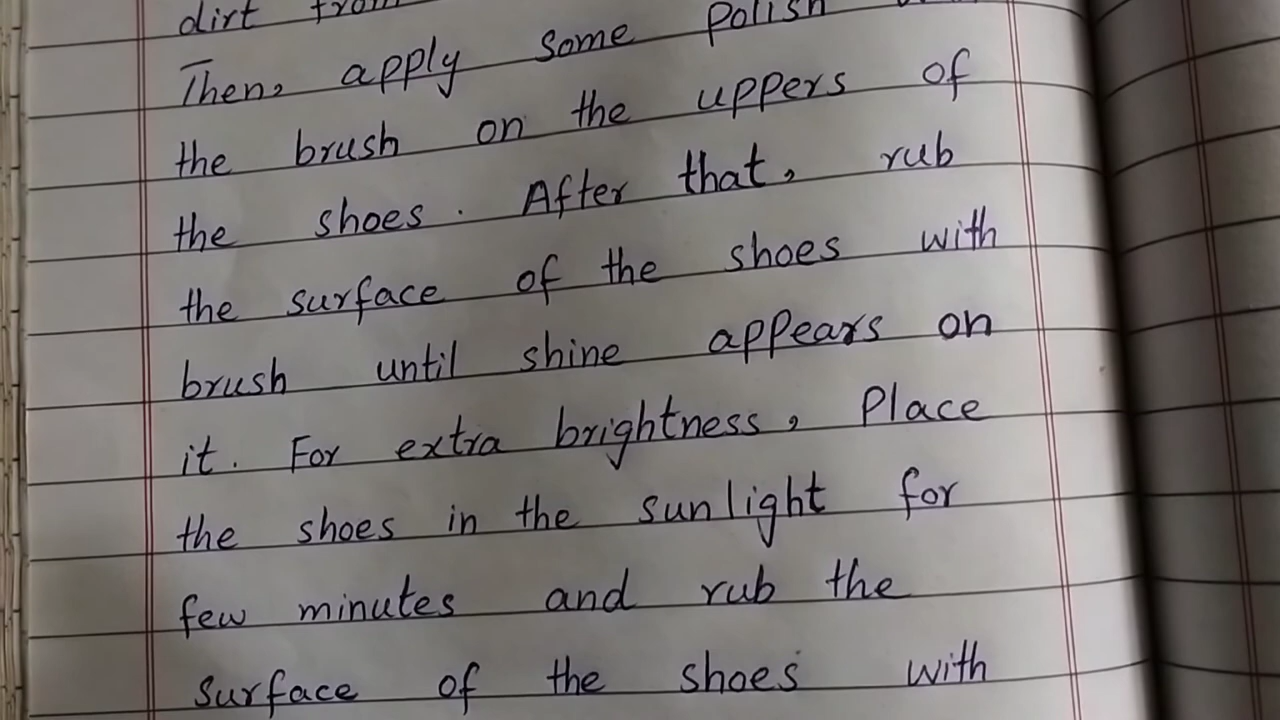 dirt from
Then, apply some polish
the brush on the uppers of
the shoes. After that, rub
the surface of the shoes with
brush until shine appears on
it. For extra brightness, Place
the shoes in the sunlight for
few minutes and rub the
surface of the shoes with